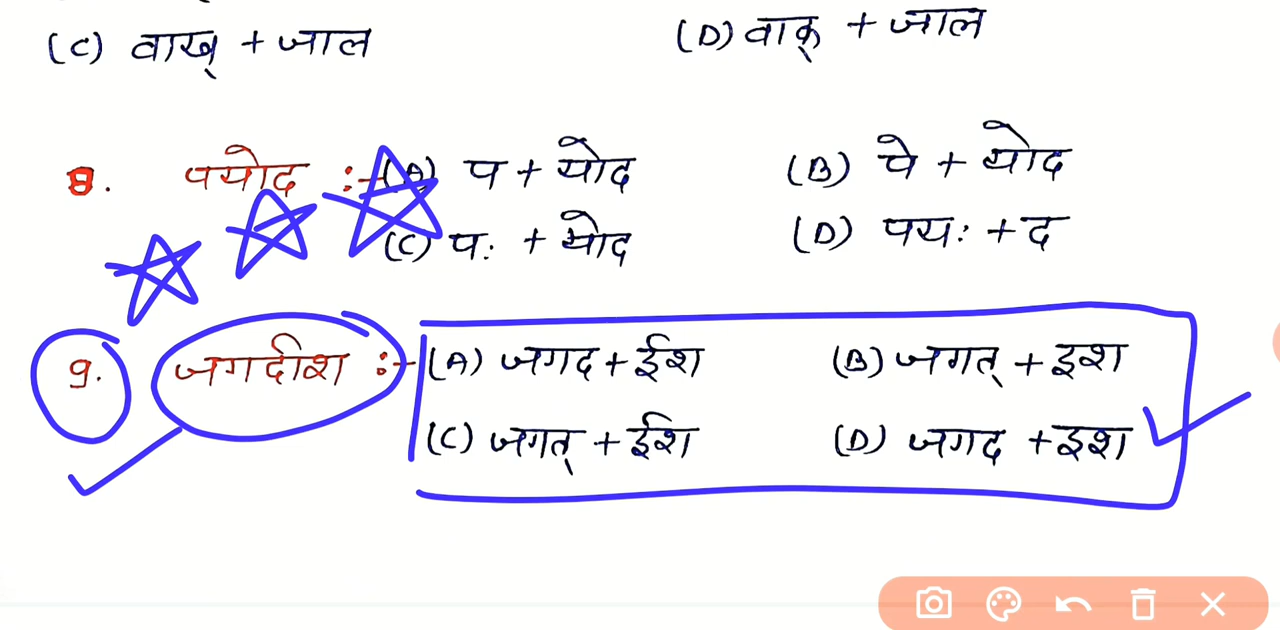 (C) वाख् + जाल (D) वाक् + जाल
8. पयोद :- (A) प + योद (B) पे + योद
(C) प: + योद (D) पय: + द
9. जगदीश :- (A) जगद + ईश (B) जगत् + इश
(C) जगत् + ईश (D) जगद + इश